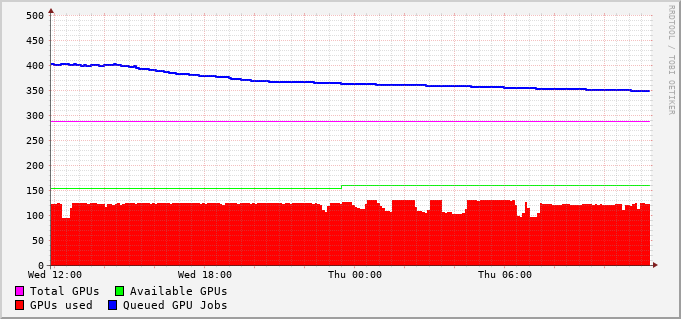 RRDTOOL / TOBI OETIKER
500
450
400
350
300
250
200
150
100
50
0
Wed 12:00 Wed 18:00 Thu 00:00 Thu 06:00
Total GPUs Available GPUs
GPUs used Queued GPU Jobs